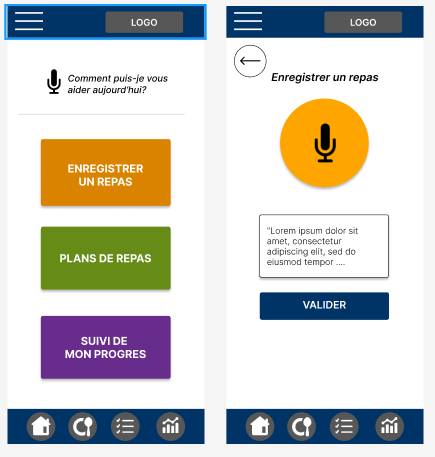 LOGO
Comment puis-je vous
aider aujourd'hui?
ENREGISTRER
UN REPAS
PLANS DE REPAS
SUIVI DE
MON PROGRES
LOGO
Enregistrer un repas
"Lorem ipsum dolor sit
amet, consectetur
adipiscing elit, sed do
eiusmod tempor ....
VALIDER